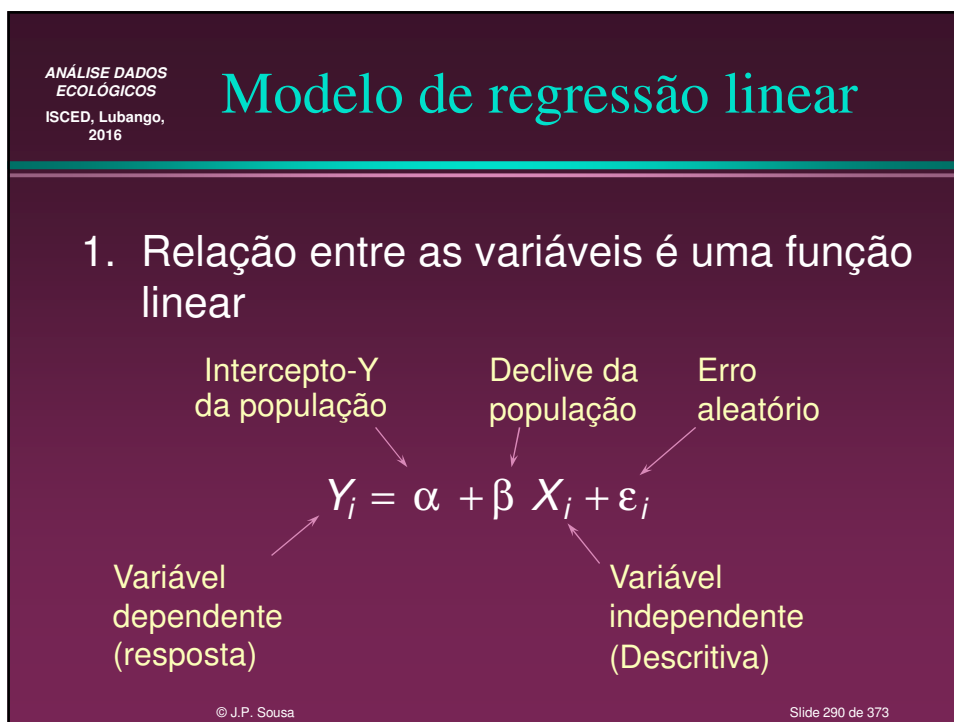 ANÁLISE DADOS
ECOLÓGICOS
ISCED, Lubango,
2016
Modelo de regressão linear
1. Relação entre as variáveis é uma função
linear
Intercepto-Y
da população
Declive da
população
Erro
aleatório
Yᵢ = α + β Xᵢ + εᵢ
Variável
dependente
(resposta)
Variável
independente
(Descritiva)
© J.P. Sousa
Slide 290 de 373